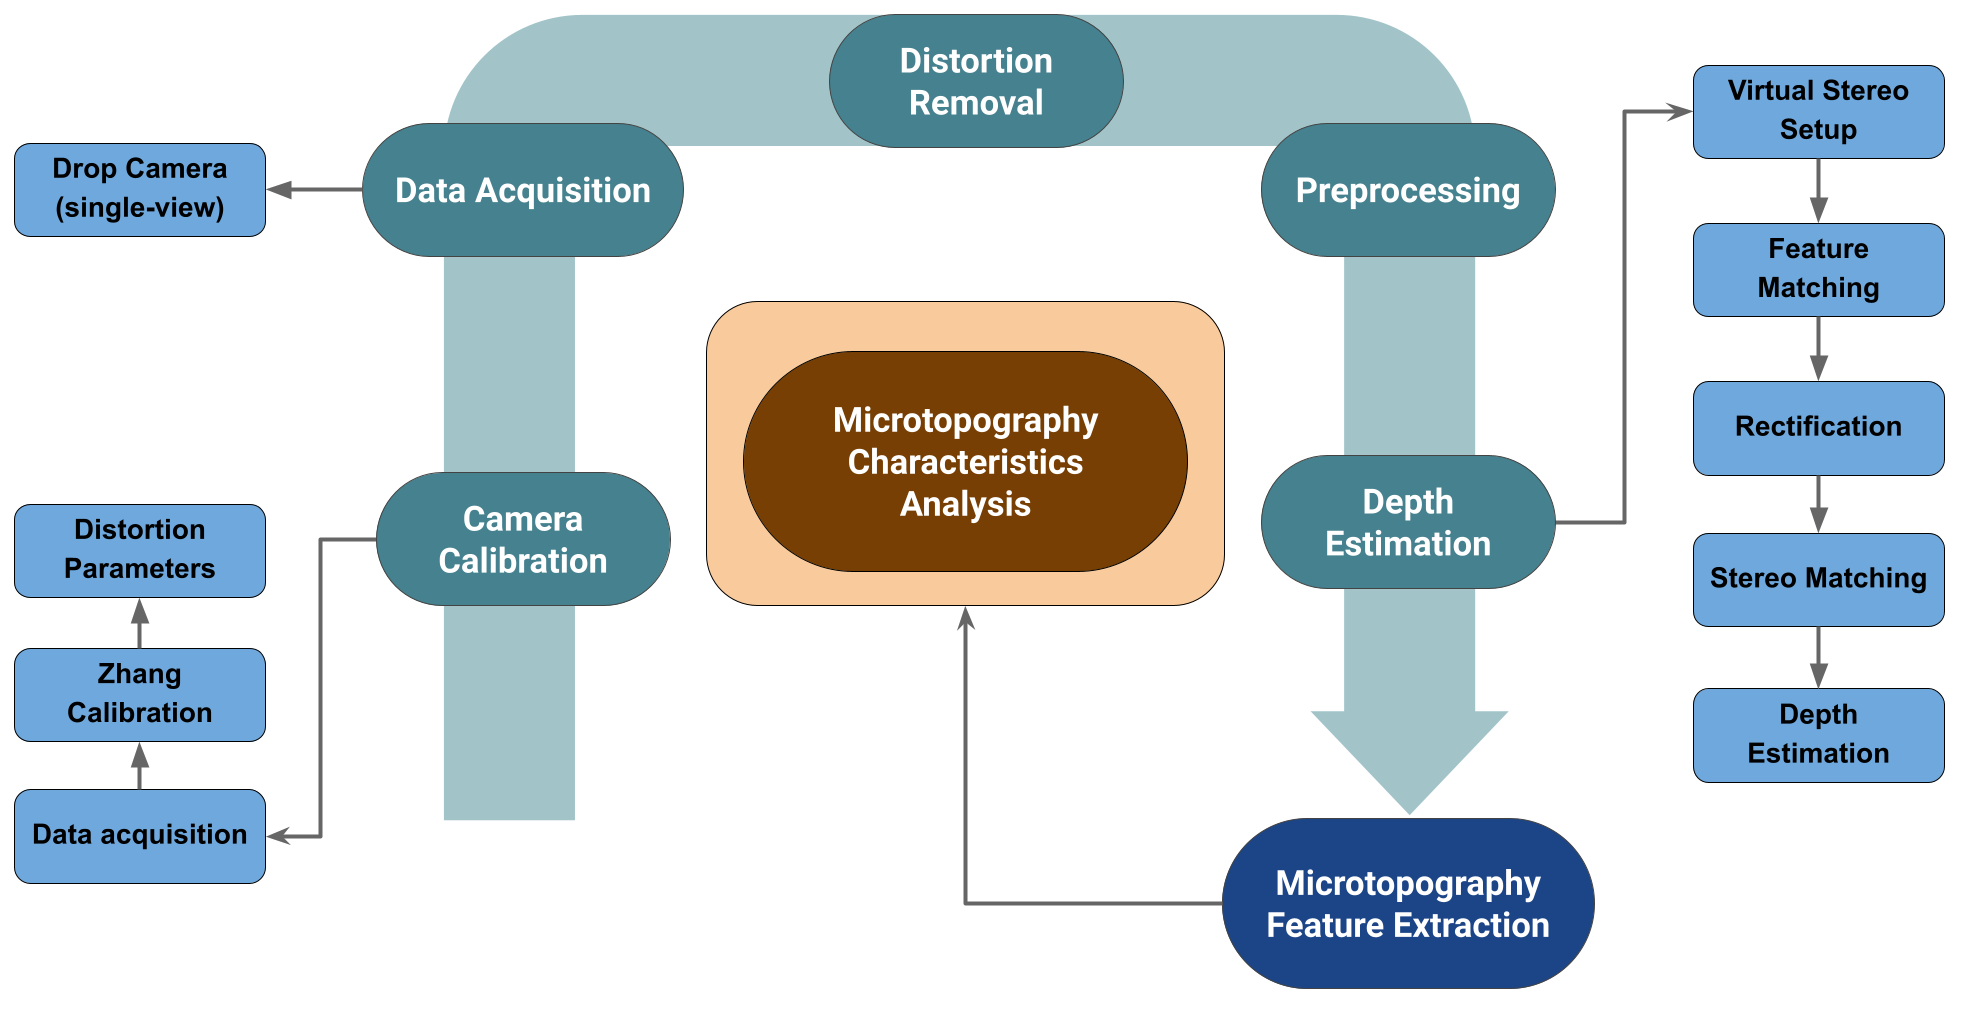 Distortion
Removal
Data Acquisition
Preprocessing
Drop Camera
(single-view)
Virtual Stereo
Setup
Feature
Matching
Rectification
Stereo Matching
Depth
Estimation
Microtopography
Characteristics
Analysis
Depth
Estimation
Camera
Calibration
Distortion
Parameters
Zhang
Calibration
Data acquisition
Microtopography
Feature Extraction